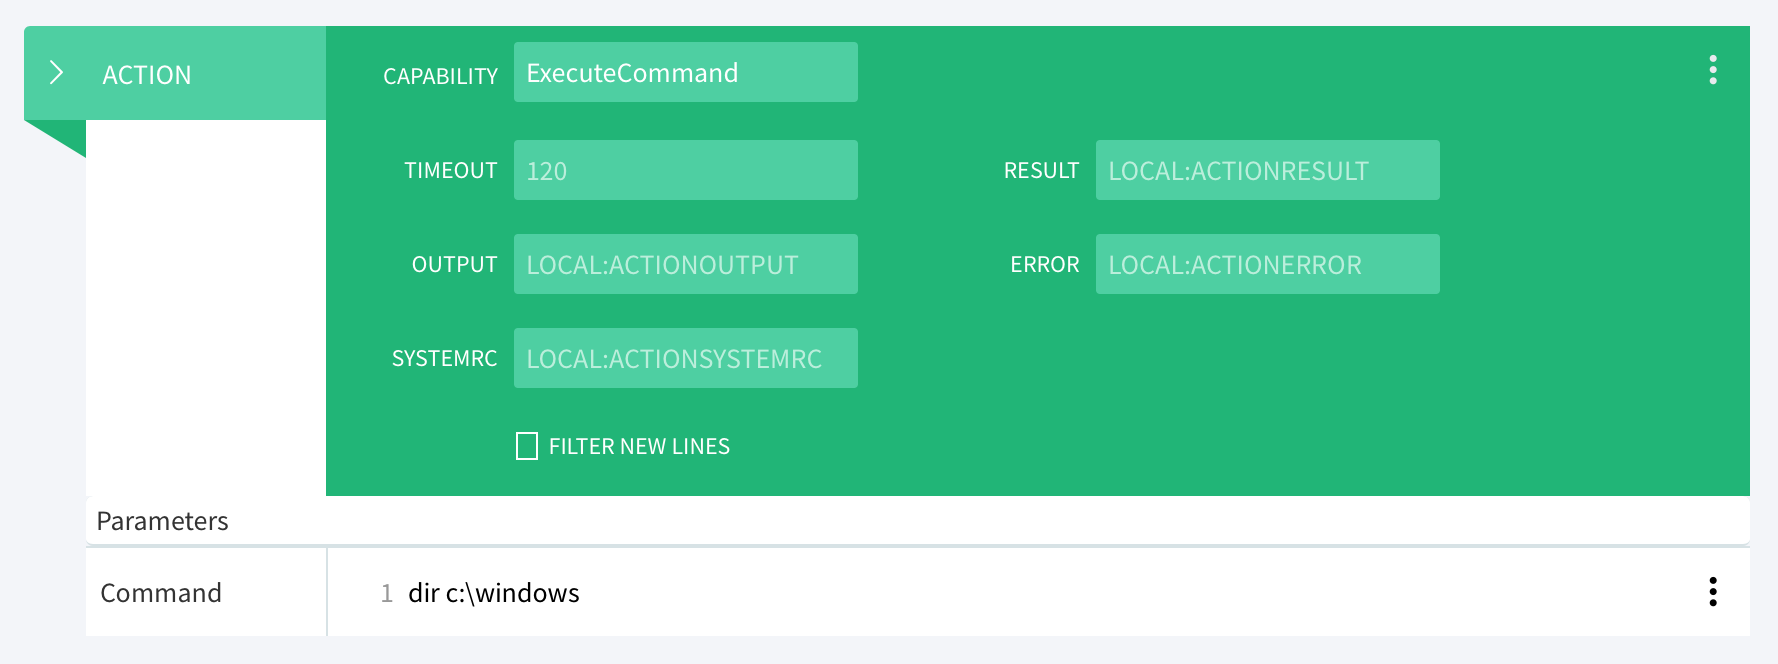 ACTION
CAPABILITY ExecuteCommand
TIMEOUT 120 RESULT LOCAL:ACTIONRESULT
OUTPUT LOCAL:ACTIONOUTPUT ERROR LOCAL:ACTIONERROR
SYSTEMRC LOCAL:ACTIONSYSTEMRC
FILTER NEW LINES
Parameters
Command 1 dir c:\windows